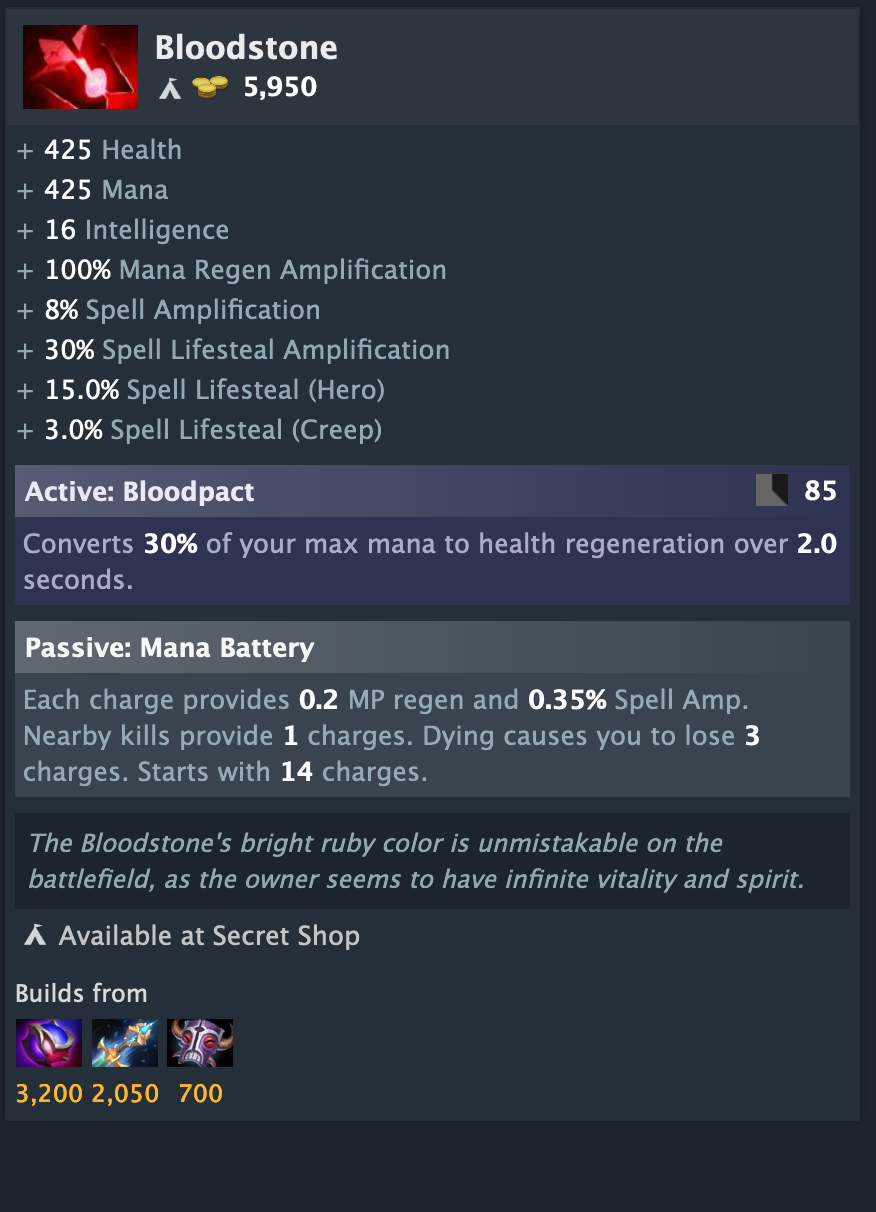 Bloodstone
5,950
+ 425 Health
+ 425 Mana
+ 16 Intelligence
+ 100% Mana Regen Amplification
+ 8% Spell Amplification
+ 30% Spell Lifesteal Amplification
+ 15.0% Spell Lifesteal (Hero)
+ 3.0% Spell Lifesteal (Creep)
Active: Bloodpact 85
Converts 30% of your max mana to health regeneration over 2.0
seconds.
Passive: Mana Battery
Each charge provides 0.2 MP regen and 0.35% Spell Amp.
Nearby kills provide 1 charges. Dying causes you to lose 3
charges. Starts with 14 charges.
The Bloodstone's bright ruby color is unmistakable on the
battlefield, as the owner seems to have infinite vitality and spirit.
Available at Secret Shop
Builds from
3,200 2,050 700